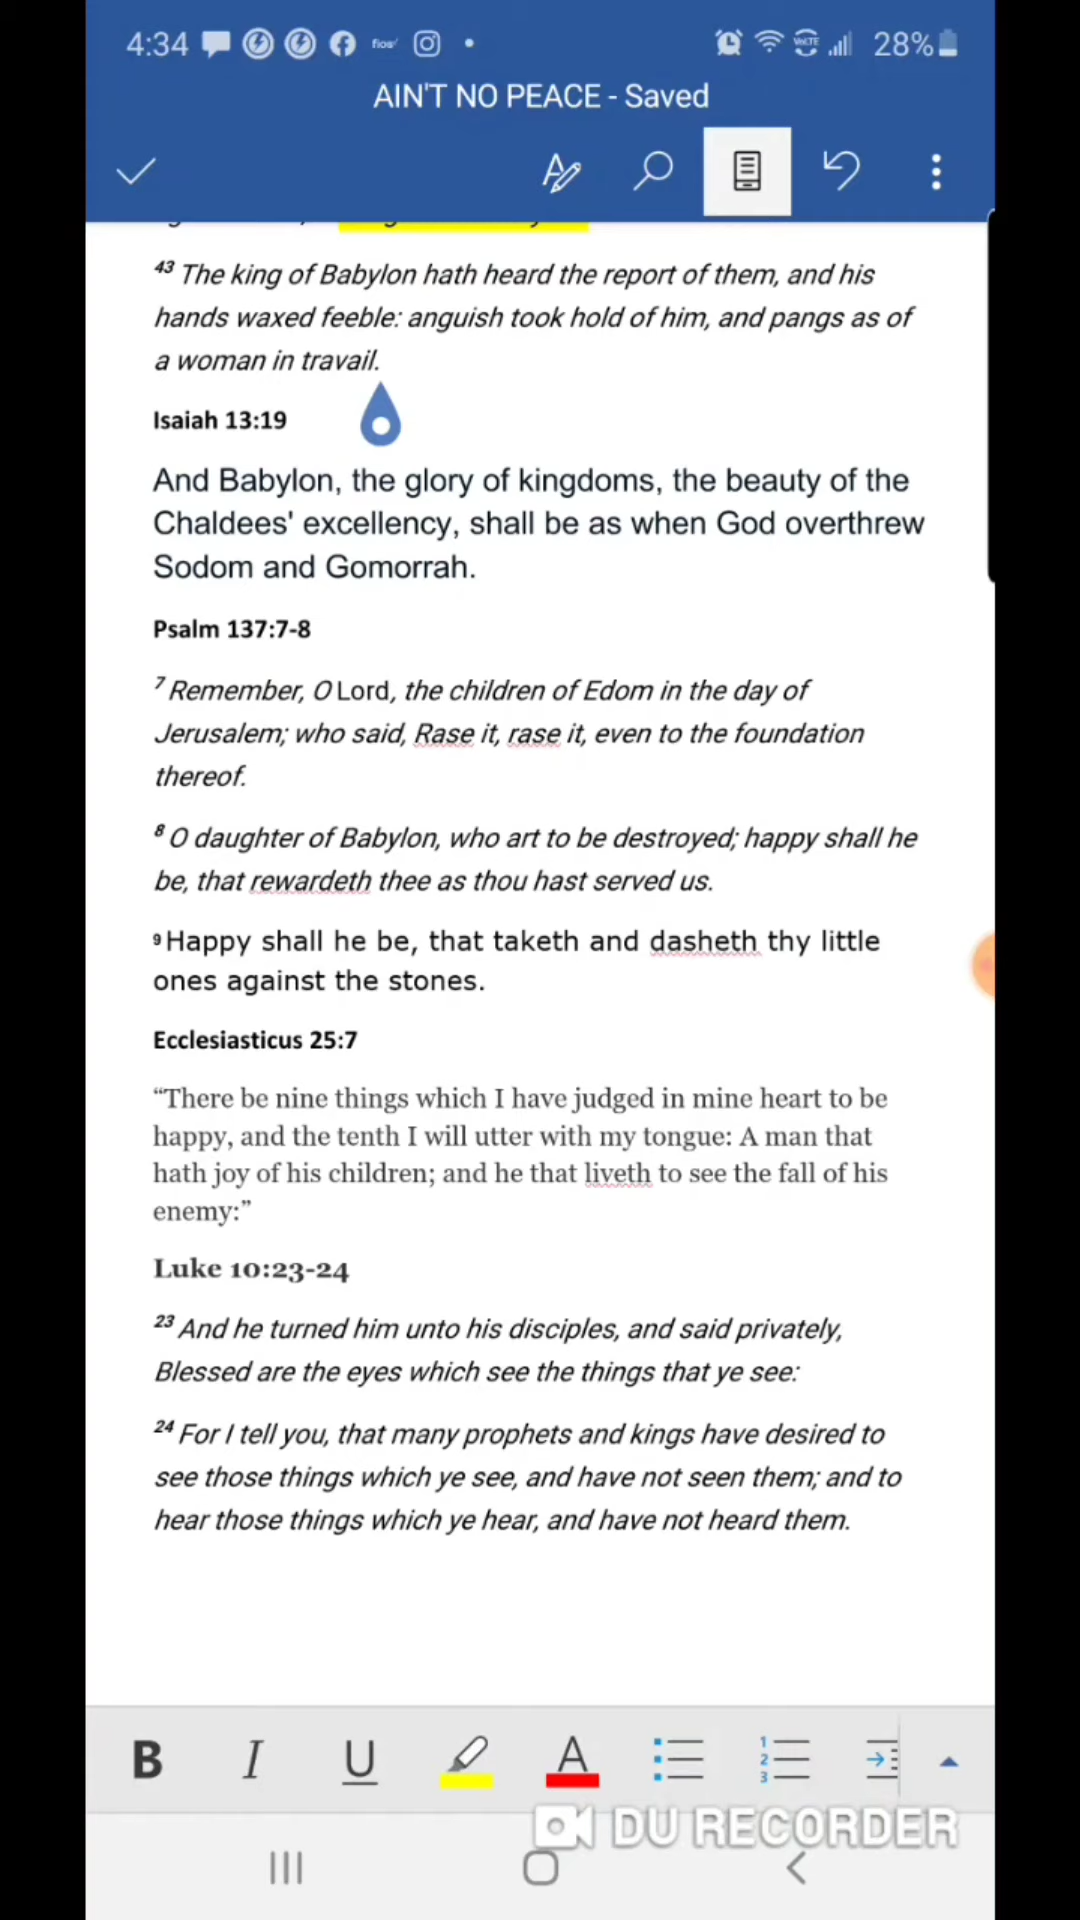 4:34 fios 28%
AIN'T NO PEACE - Saved
43 The king of Babylon hath heard the report of them, and his
hands waxed feeble: anguish took hold of him, and pangs as of
a woman in travail.
Isaiah 13:19
And Babylon, the glory of kingdoms, the beauty of the
Chaldees' excellency, shall be as when God overthrew
Sodom and Gomorrah.
Psalm 137:7-8
7 Remember, O Lord, the children of Edom in the day of
Jerusalem; who said, Rase it, rase it, even to the foundation
thereof.
8 O daughter of Babylon, who art to be destroyed; happy shall he
be, that rewardeth thee as thou hast served us.
9 Happy shall he be, that taketh and dasheth thy little
ones against the stones.
Ecclesiasticus 25:7
“There be nine things which I have judged in mine heart to be
happy, and the tenth I will utter with my tongue: A man that
hath joy of his children; and he that liveth to see the fall of his
enemy:”
Luke 10:23-24
23 And he turned him unto his disciples, and said privately,
Blessed are the eyes which see the things that ye see:
24 For I tell you, that many prophets and kings have desired to
see those things which ye see, and have not seen them; and to
hear those things which ye hear, and have not heard them.
B I U A 1 2 3
DU RECORDER